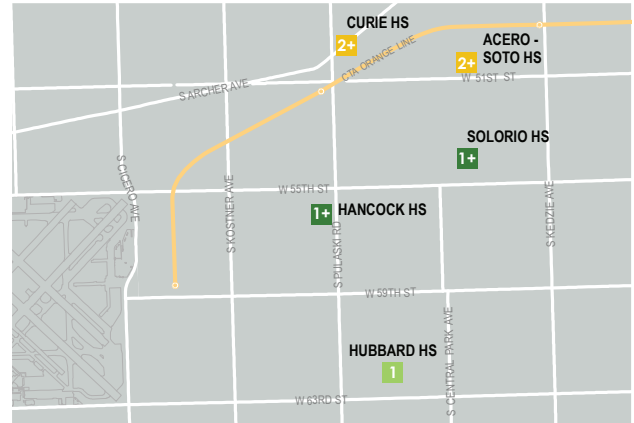 CURIE HS
2+
CTA ORANGE LINE
ACERO -
SOTO HS
2+
W 51ST ST
S ARCHER AVE
SOLORIO HS
1+
S CICERO AVE
S KOSTNER AVE
W 55TH ST
S PULASKI RD
S KEDZIE AVE
1+
HANCOCK HS
W 59TH ST
S CENTRAL PARK AVE
HUBBARD HS
1
W 63RD ST